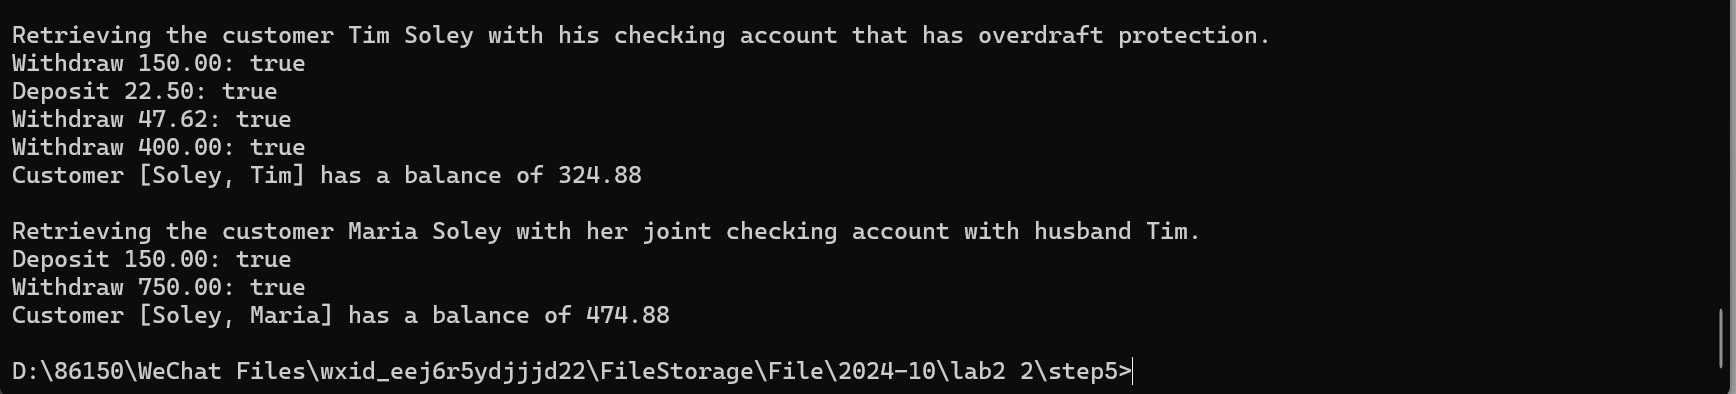 Retrieving the customer Tim Soley with his checking account that has overdraft protection.
Withdraw 150.00: true
Deposit 22.50: true
Withdraw 47.62: true
Withdraw 400.00: true
Customer [Soley, Tim] has a balance of 324.88
Retrieving the customer Maria Soley with her joint checking account with husband Tim.
Deposit 150.00: true
Withdraw 750.00: true
Customer [Soley, Maria] has a balance of 474.88
D:\86150\WeChat Files\wxid_eej6r5ydjjjd22\FileStorage\File\2024-10\lab2 2\step5>